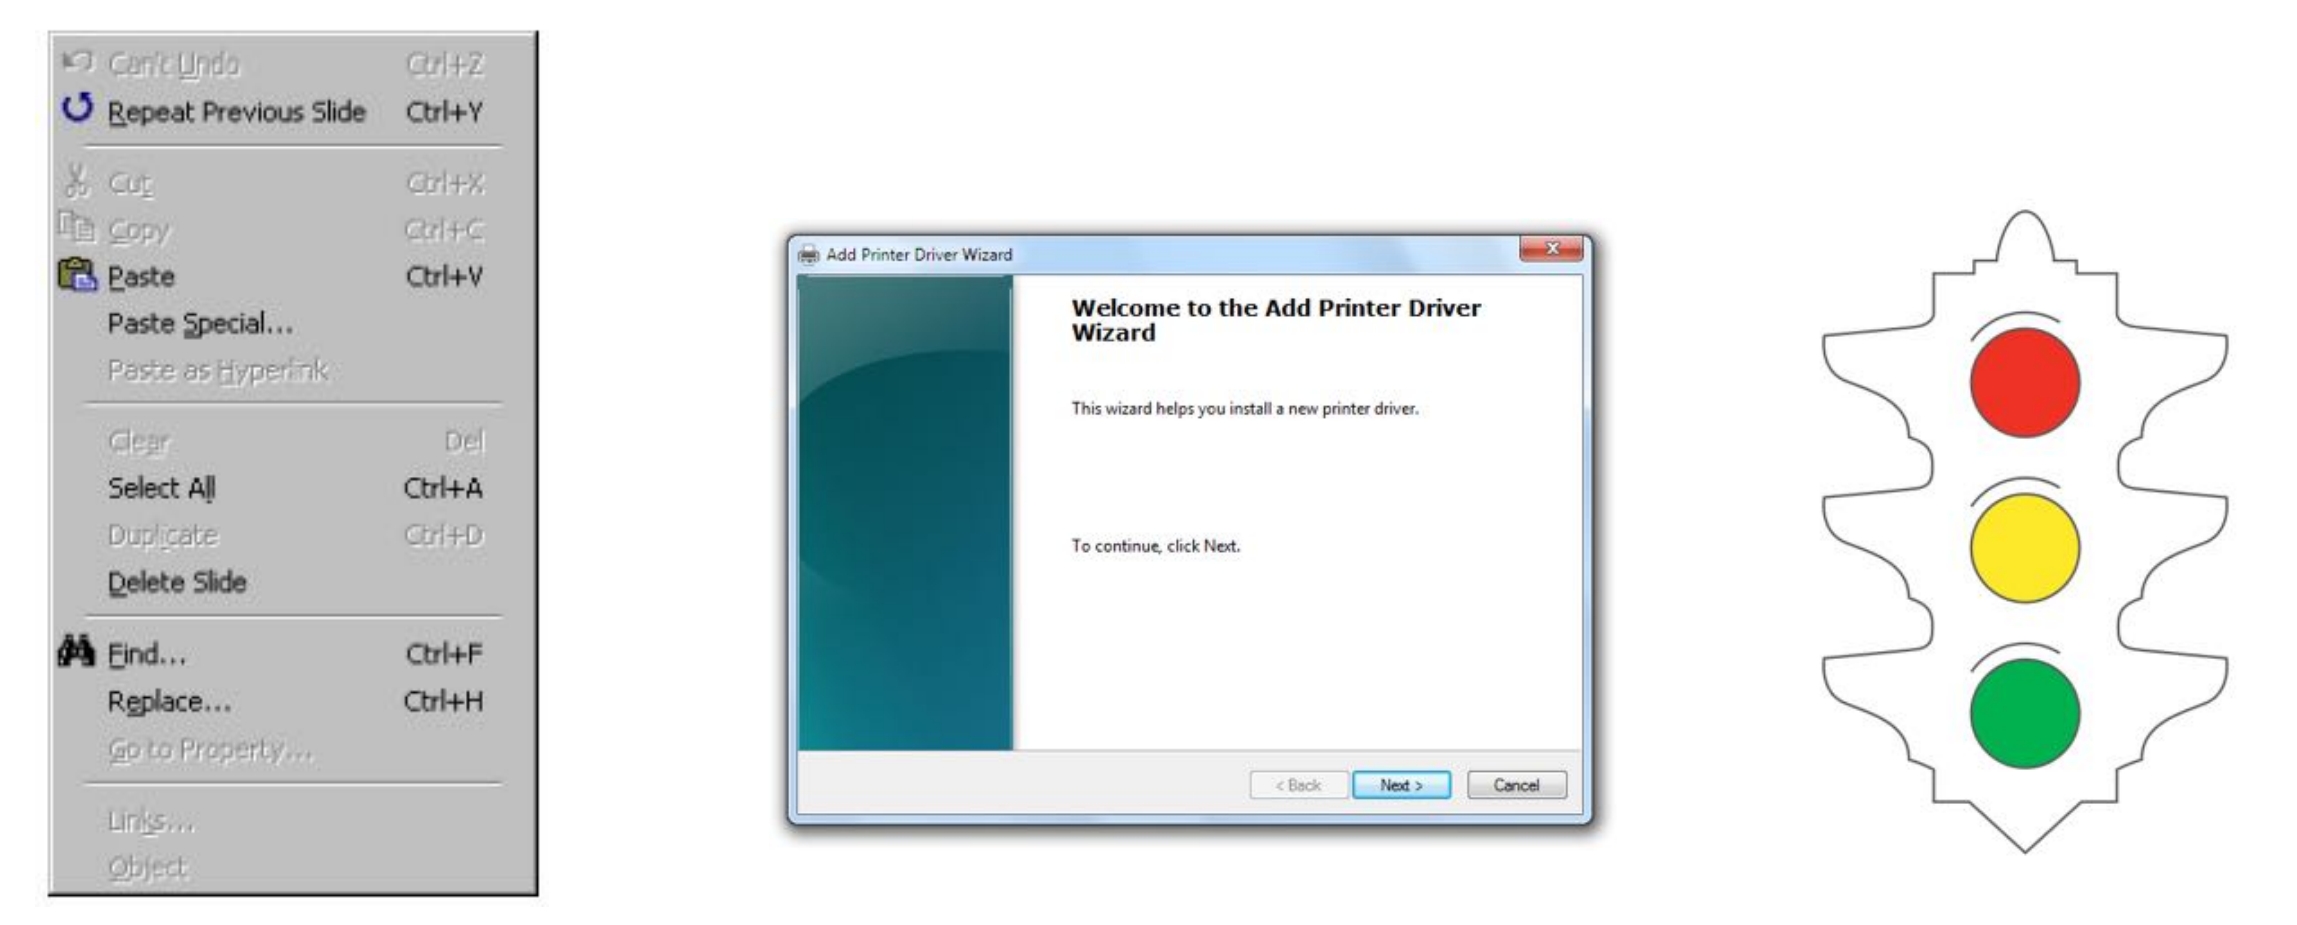 Can't Undo Ctrl+Z
Repeat Previous Slide Ctrl+Y
Cut Ctrl+X
Copy Ctrl+C
Paste Ctrl+V
Paste Special...
Paste as Hyperlink
Clear Del
Select All Ctrl+A
Duplicate Ctrl+D
Delete Slide
Find... Ctrl+F
Replace... Ctrl+H
Go to Property...
Links...
Object
Add Printer Driver Wizard
Welcome to the Add Printer Driver
Wizard
This wizard helps you install a new printer driver.
To continue, click Next.
< Back Next > Cancel